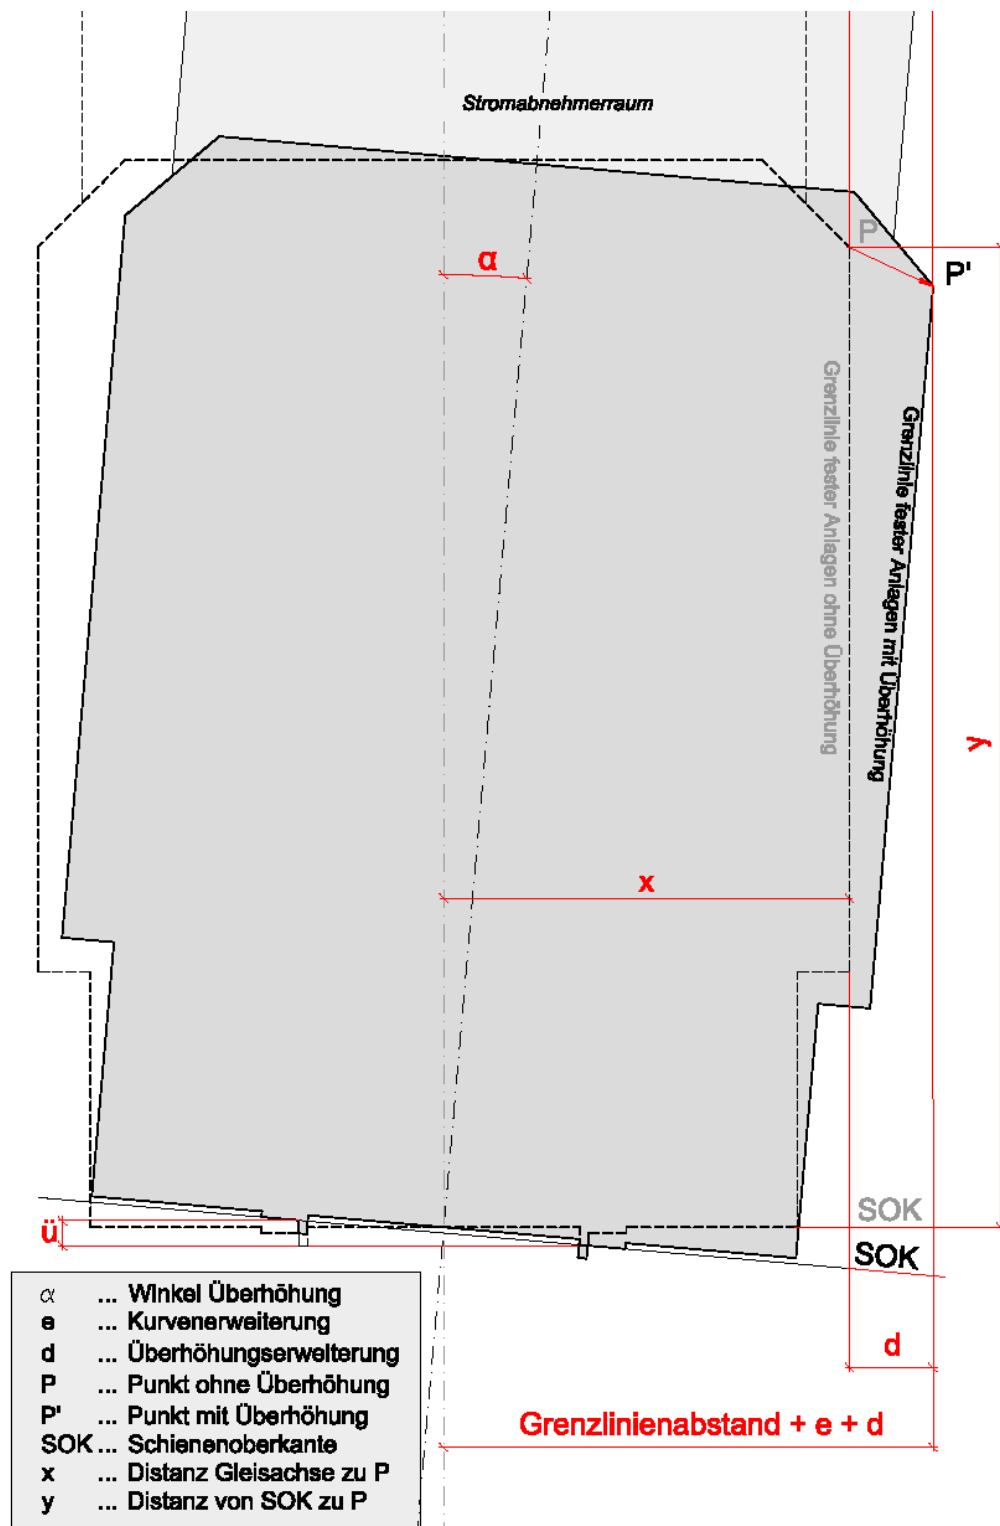 Stromabnehmerraum
P
α
P'
Grenzlinie fester Anlagen ohne Überhöhung
Grenzlinie fester Anlagen mit Überhöhung
y
x
SOK
ü
SOK
α ... Winkel Überhöhung
e ... Kurvenerweiterung
d ... Überhöhungserweiterung
P ... Punkt ohne Überhöhung
P' ... Punkt mit Überhöhung
SOK ... Schienenoberkante
x ... Distanz Gleisachse zu P
y ... Distanz von SOK zu P
d
Grenzlinienabstand + e + d